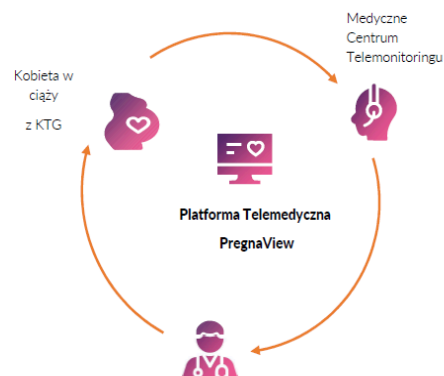 Medyczne
Centrum
Telemonitoringu
Kobieta w
ciąży
z KTG
Platforma Telemedyczna
PregnaView